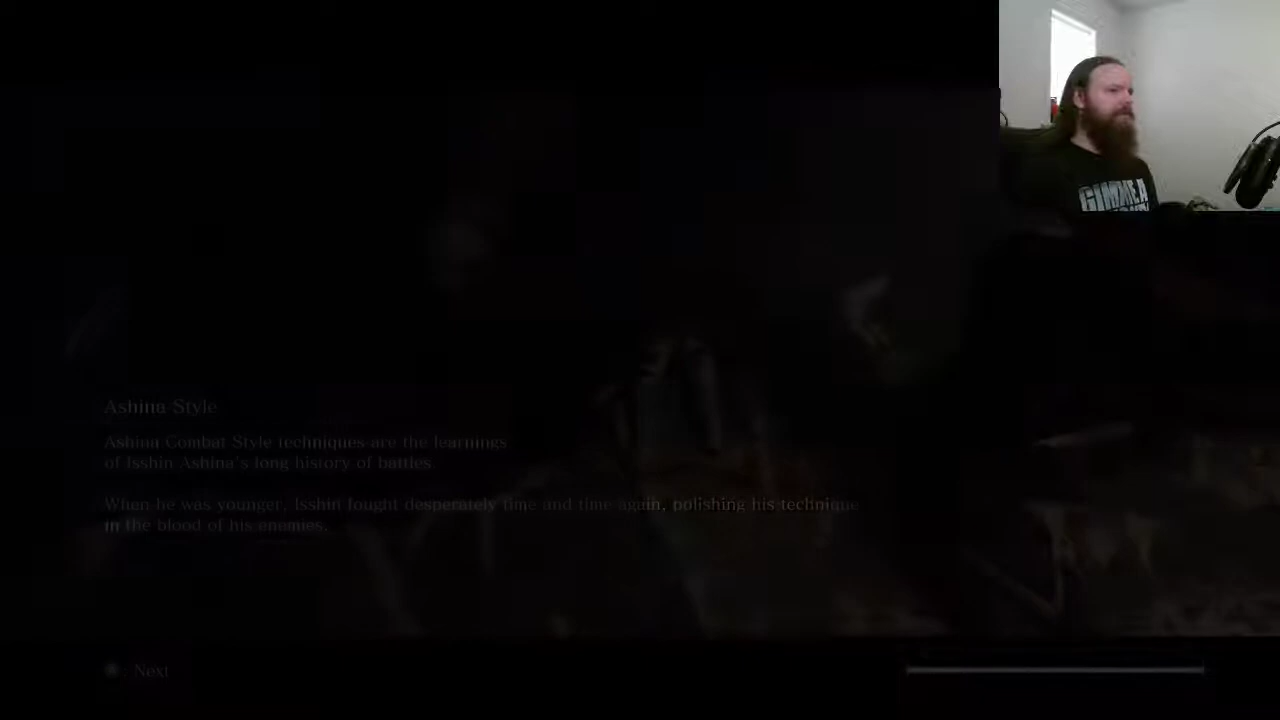 GIMME A
Ashina Style
Ashina Combat Style techniques are the learnings
of Isshin Ashina's long history of battles
When he was younger, Isshin fought desperately time and time again, polishing his technique
in the blood of his enemies.
Next